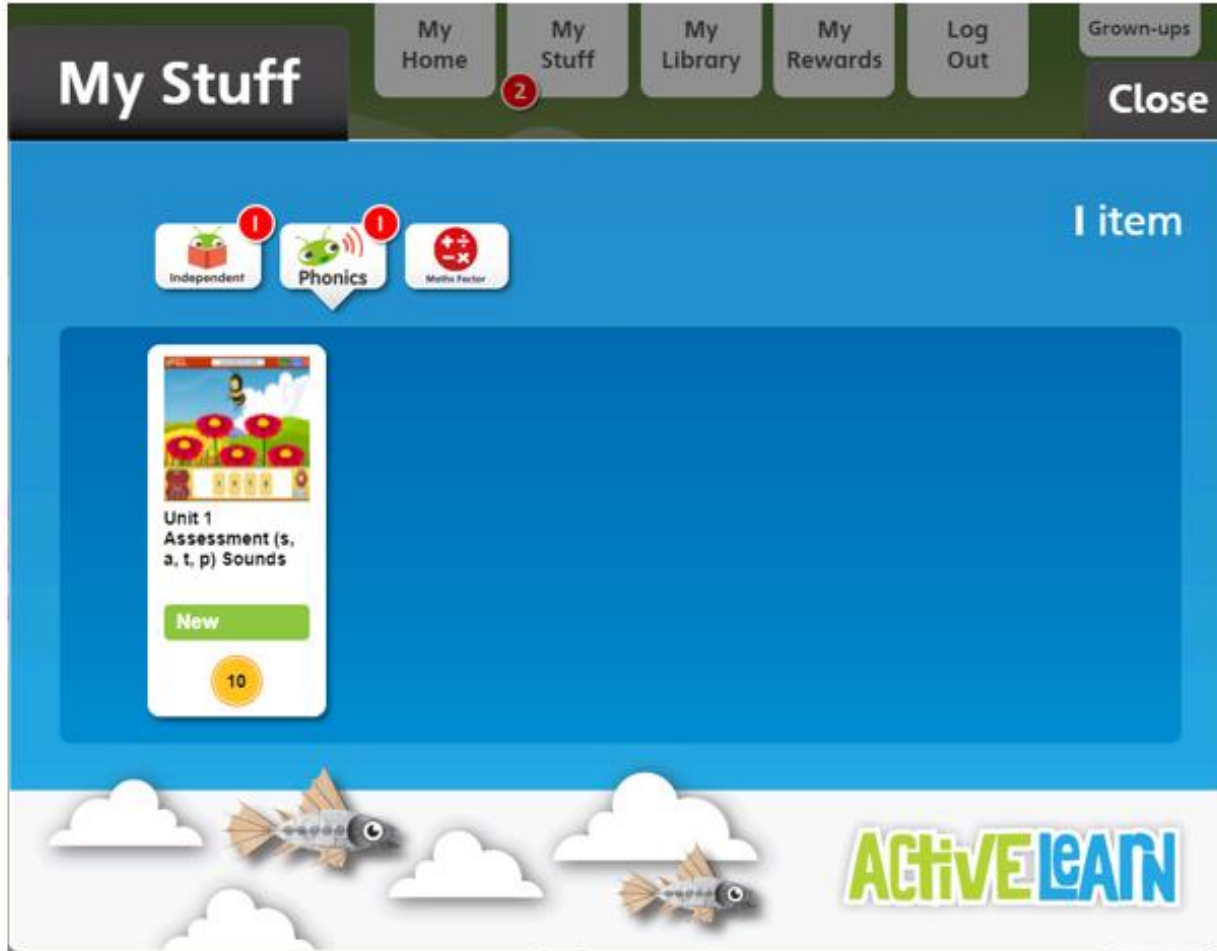 My Home
My Stuff
My Library
My Rewards
Log Out
Grown-ups
My Stuff
2
Close
1 item
1
1
Independent
Phonics
Maths Factor
Unit 1
Assessment (s,
a, t, p) Sounds
New
10
ACTIVE LEARN